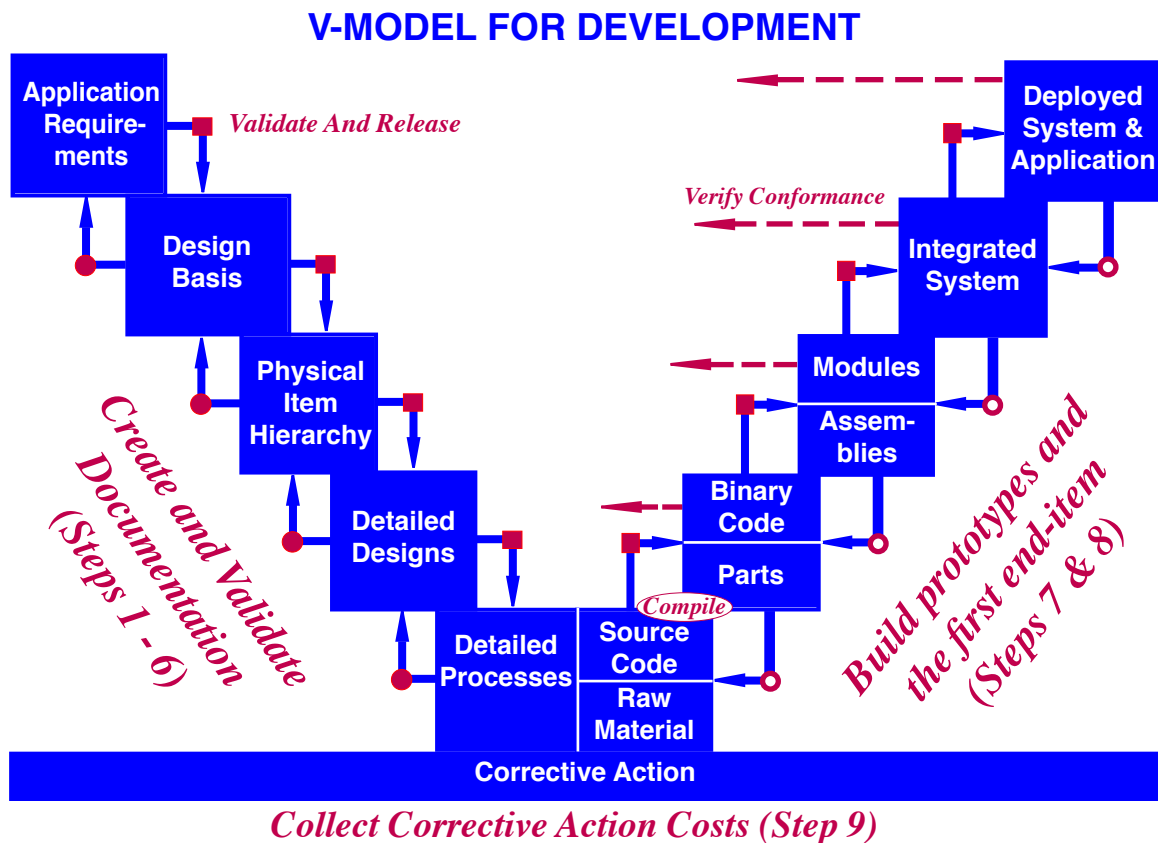 V-MODEL FOR DEVELOPMENT
Application
Require-
ments
Validate And Release
Deployed
System &
Application
Verify Conformance
Design
Basis
Integrated
System
Physical
Item
Hierarchy
Modules
Assem-
blies
Create and Validate
Documentation
(Steps 1 - 6)
Detailed
Designs
Binary
Code
Parts
Build prototypes and
the first end-item
(Steps 7 & 8)
Compile
Detailed
Processes
Source
Code
Raw
Material
Corrective Action
Collect Corrective Action Costs (Step 9)